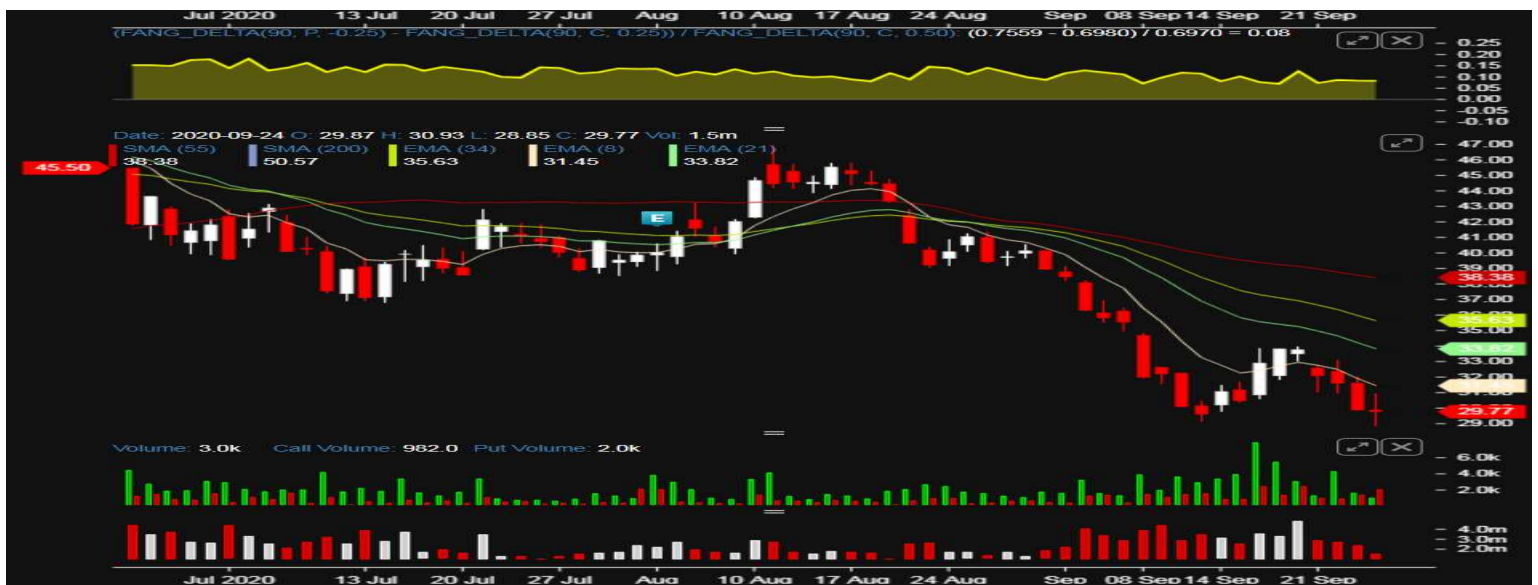 Jul 2020 13 Jul 20 Jul 27 Jul Aug 10 Aug 17 Aug 24 Aug Sep 08 Sep 14 Sep 21 Sep
(FANG_DELTA(90, P, -0.25) - FANG_DELTA(90, C, 0.25)) / FANG_DELTA(90, C, 0.50): (0.7559 - 0.6980) / 0.6970 = 0.08
0.25
0.20
0.15
0.10
0.05
0.00
-0.05
-0.10
Date: 2020-09-24 O: 29.87 H: 30.93 L: 28.85 C: 29.77 Vol: 1.5m
SMA (55) SMA (200) EMA (34) EMA (8) EMA (21)
38.38 50.57 35.63 31.45 33.82
45.50
47.00
46.00
45.00
44.00
43.00
42.00
41.00
40.00
39.00
38.38
37.00
35.63
35.00
33.82
33.00
32.00
31.00
29.77
29.00
E
Volume: 3.0k Call Volume: 982.0 Put Volume: 2.0k
6.0k
4.0k
2.0k
4.0m
3.0m
2.0m
Jul 2020 13 Jul 20 Jul 27 Jul Aug 10 Aug 17 Aug 24 Aug Sep 08 Sep 14 Sep 21 Sep